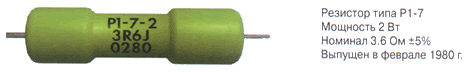 P1-7-2
3R6J
0280
Резистор типа Р1-7
Мощность 2 Вт
Номинал 3.6 Ом ±5%
Выпущен в феврале 1980 г.